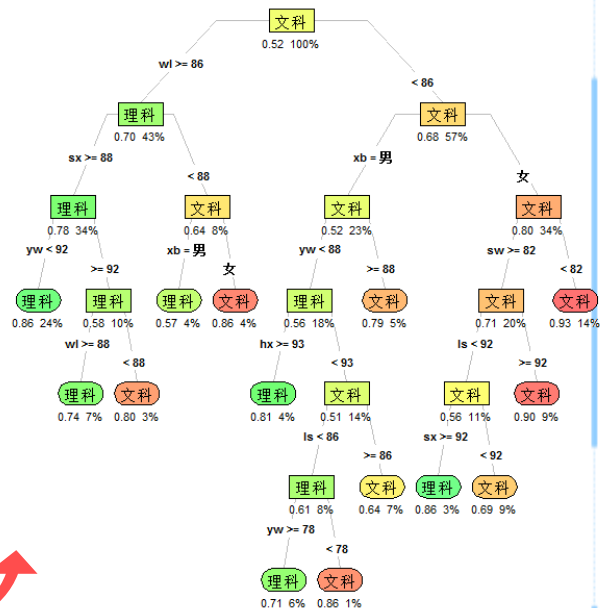 文科
0.52 100%
wl >= 86
< 86
理科
文科
0.70 43%
0.68 57%
sx >= 88
< 88
xb = 男
女
理科
文科
文科
文科
0.78 34%
0.64 8%
0.52 23%
0.80 34%
yw < 92
>= 92
xb = 男
女
yw < 88
>= 88
sw >= 82
< 82
理科
理科
理科
文科
理科
文科
文科
文科
0.86 24%
0.58 10%
0.57 4%
0.86 4%
0.56 18%
0.79 5%
0.71 20%
0.93 14%
wl >= 88
< 88
hx >= 93
< 93
ls < 92
>= 92
理科
文科
理科
文科
文科
文科
0.74 7%
0.80 3%
0.81 4%
0.51 14%
0.56 11%
0.90 9%
ls < 86
>= 86
sx >= 92
< 92
理科
文科
理科
文科
0.61 8%
0.64 7%
0.86 3%
0.69 9%
yw >= 78
< 78
理科
文科
0.71 6%
0.86 1%